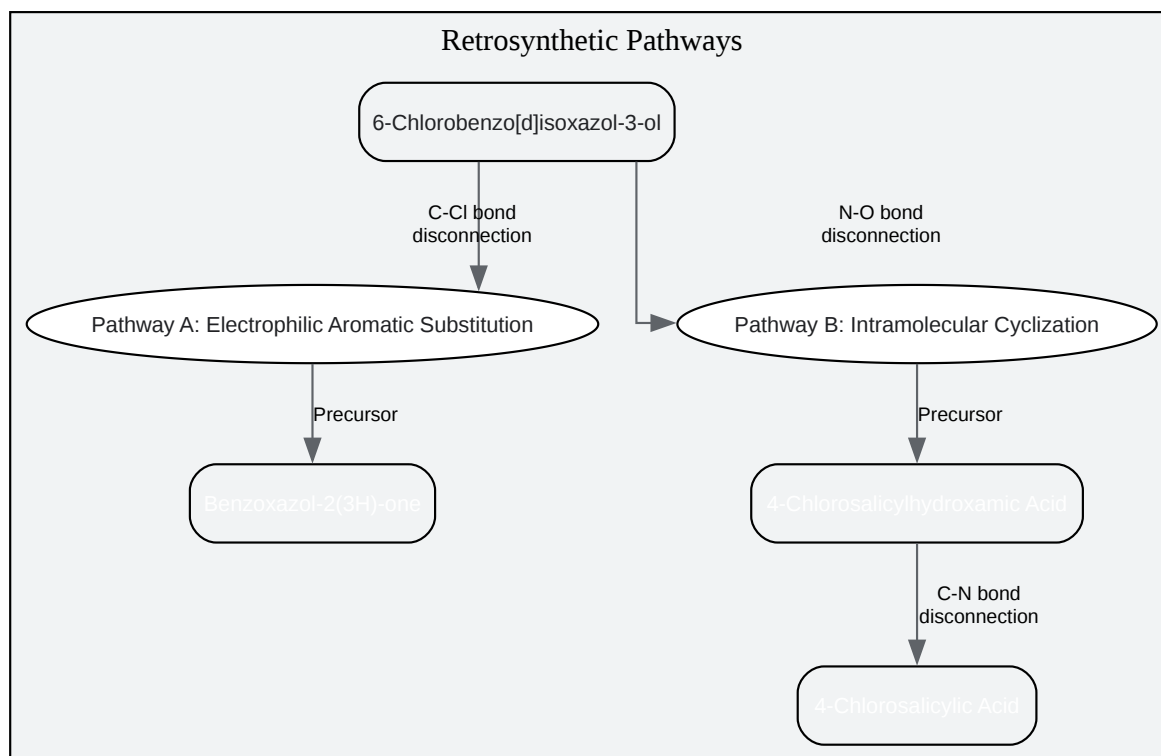 Retrosynthetic Pathways
6-Chlorobenzo[d]isoxazol-3-ol
C-Cl bond
disconnection
N-O bond
disconnection
Pathway A: Electrophilic Aromatic Substitution
Pathway B: Intramolecular Cyclization
Precursor
Precursor
Benzoxazol-2(3H)-one
4-Chlorosalicylhydroxamic Acid
C-N bond
disconnection
4-Chlorosalicylic Acid